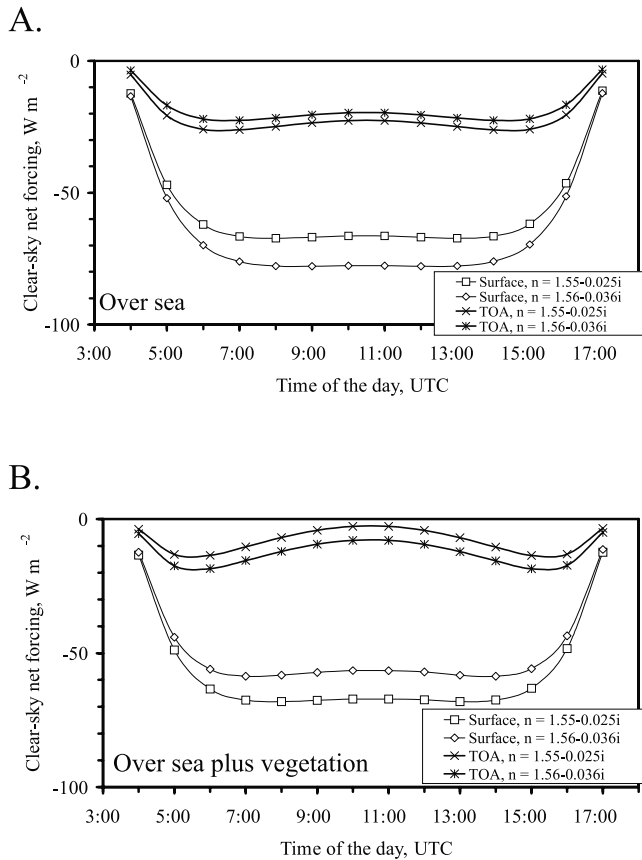 A.
0
-50
-100
Clear-sky net forcing, W m -2
Over sea
Surface, n = 1.55-0.025i
Surface, n = 1.56-0.036i
TOA, n = 1.55-0.025i
TOA, n = 1.56-0.036i
3:00 5:00 7:00 9:00 11:00 13:00 15:00 17:00
Time of the day, UTC
B.
0
-50
-100
Clear-sky net forcing, W m -2
Over sea plus vegetation
Surface, n = 1.55-0.025i
Surface, n = 1.56-0.036i
TOA, n = 1.55-0.025i
TOA, n = 1.56-0.036i
3:00 5:00 7:00 9:00 11:00 13:00 15:00 17:00
Time of the day, UTC